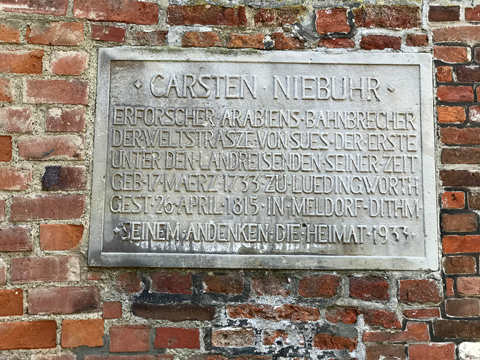 · CARSTEN · NIEBUHR ·
ERFORSCHER · ARABIENS · BAHNBRECHER
DER · WELTSTRASZE · VON · SUES · DER · ERSTE
UNTER · DEN · LANDREISENDEN · SEINER · ZEIT
GEB · 17 · MAERZ · 1733 · ZU · LUEDINGWORTH
GEST · 26 · APRIL · 1815 · IN · MELDORF · DITHM
· SEINEM · ANDENKEN · DIE · HEIMAT · 1933 ·